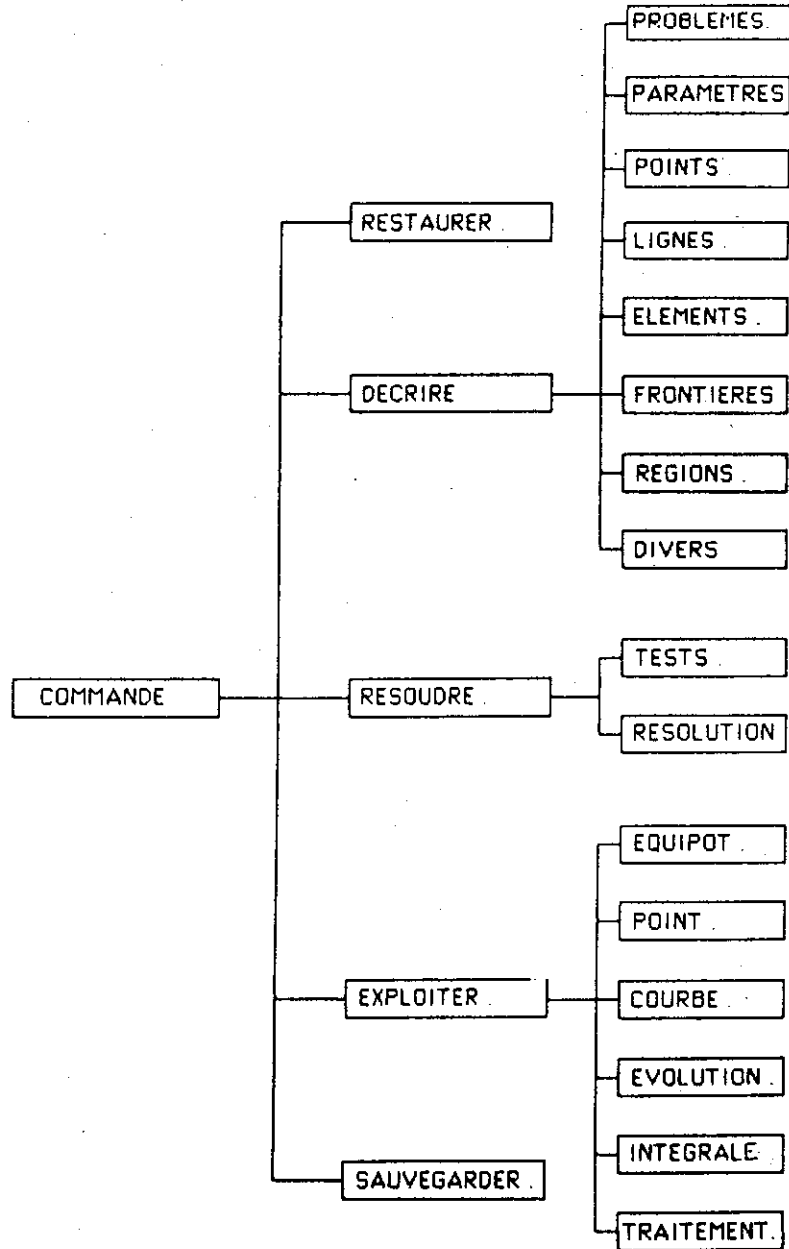 PROBLEMES.
PARAMETRES
POINTS.
RESTAURER.
LIGNES
ELEMENTS.
DECRIRE
FRONTIERES
REGIONS.
DIVERS
TESTS.
COMMANDE
RESOUDRE.
RESOLUTION
EQUIPOT.
POINT.
EXPLOITER.
COURBE.
EVOLUTION.
INTEGRALE
SAUVEGARDER.
TRAITEMENT.